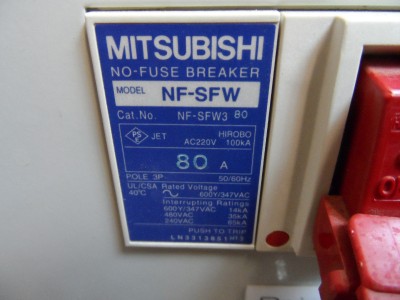 MITSUBISHI
NO-FUSE BREAKER
MODEL NF-SFW
Cat.No. NF-SFW3 80
PS E JET HIROBO
AC220V 100kA
80 A
POLE 3P 50/60Hz
UL/CSA Rated Voltage
40℃ ~ 600Y/347VAC
Interrupting Ratings
600Y/347VAC 14kA
480VAC 35kA
240VAC 65kA
PUSH TO TRIP